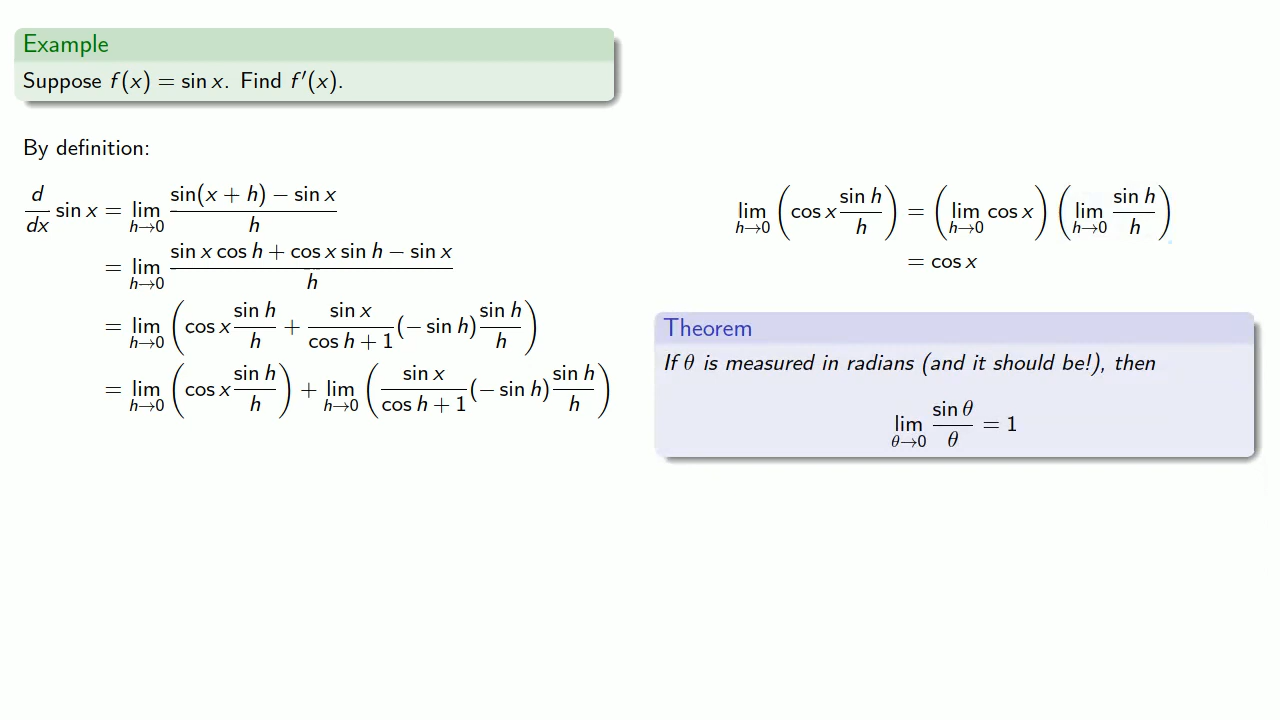 Example
Suppose f(x) = sin x. Find f′(x).
By definition:
d/dx sin x = lim_{h→0} (sin(x + h) − sin x)/h
= lim_{h→0} (sin x cos h + cos x sin h − sin x)/h
= lim_{h→0} (cos x (sin h)/h + (sin x)/(cos h + 1) (− sin h) (sin h)/h)
= lim_{h→0} (cos x (sin h)/h) + lim_{h→0} ((sin x)/(cos h + 1) (− sin h) (sin h)/h)
lim_{h→0} (cos x (sin h)/h) = (lim_{h→0} cos x) (lim_{h→0} (sin h)/h)
= cos x
Theorem
If θ is measured in radians (and it should be!), then
lim_{θ→0} (sin θ)/θ = 1